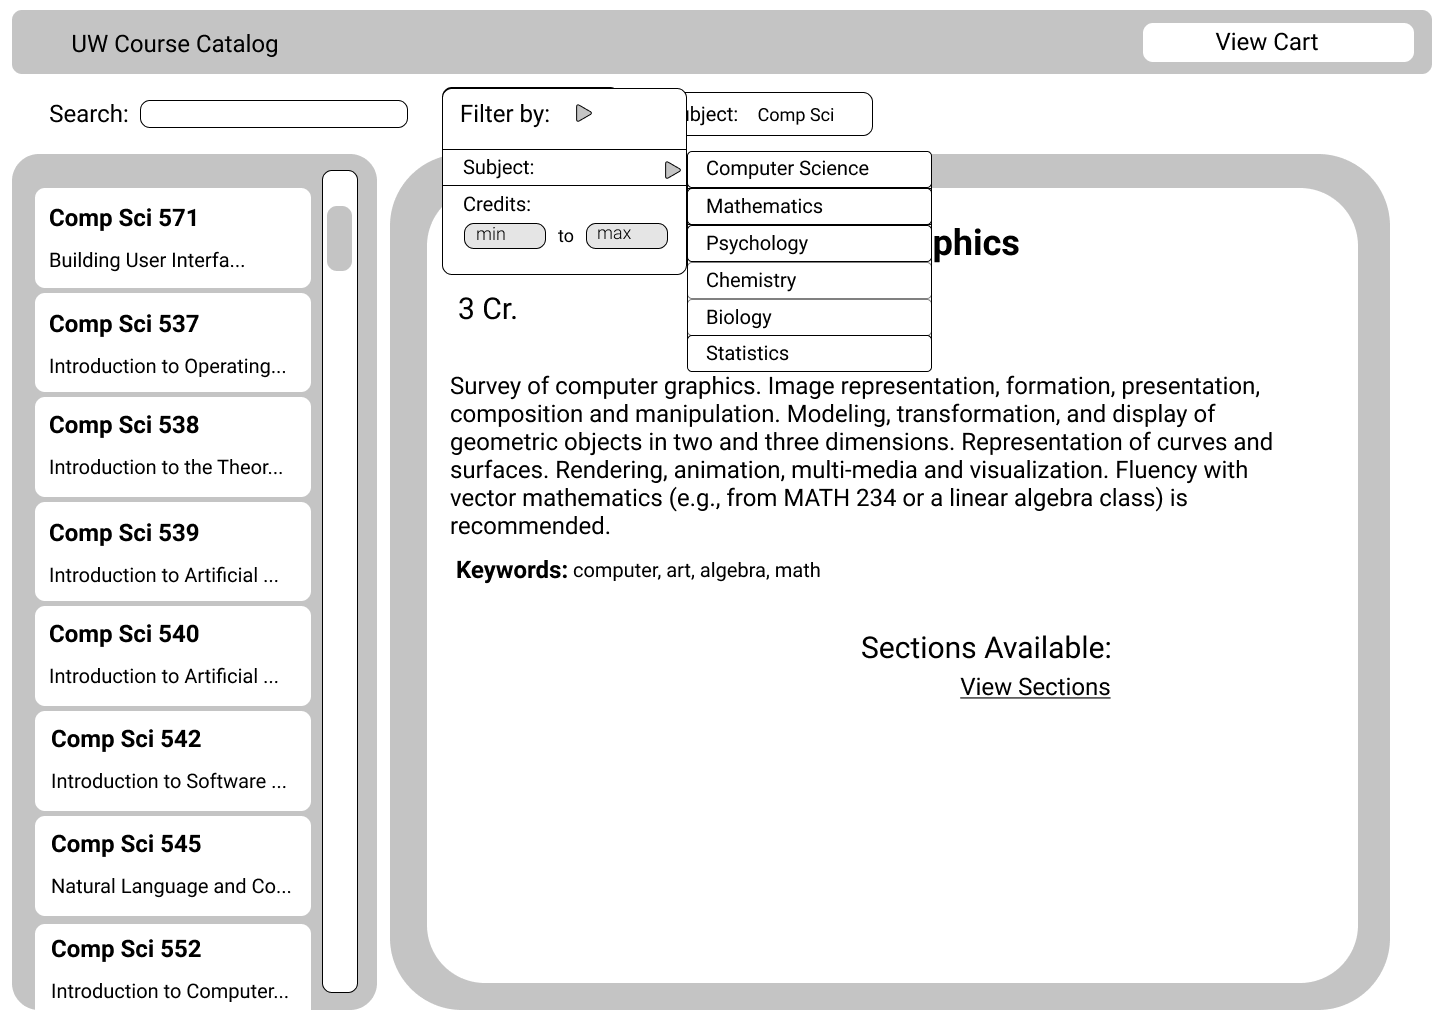 UW Course Catalog
View Cart
Search:
Filter by:
bject: Comp Sci
Subject:
Credits:
min to max
Computer Science
Mathematics
Psychology
Chemistry
Biology
Statistics
Comp Sci 571
Building User Interfa...
Comp Sci 537
Introduction to Operating...
Comp Sci 538
Introduction to the Theor...
Comp Sci 539
Introduction to Artificial ...
Comp Sci 540
Introduction to Artificial ...
Comp Sci 542
Introduction to Software ...
Comp Sci 545
Natural Language and Co...
Comp Sci 552
Introduction to Computer...
phics
3 Cr.
Survey of computer graphics. Image representation, formation, presentation,
composition and manipulation. Modeling, transformation, and display of
geometric objects in two and three dimensions. Representation of curves and
surfaces. Rendering, animation, multi-media and visualization. Fluency with
vector mathematics (e.g., from MATH 234 or a linear algebra class) is
recommended.
Keywords: computer, art, algebra, math
Sections Available:
View Sections